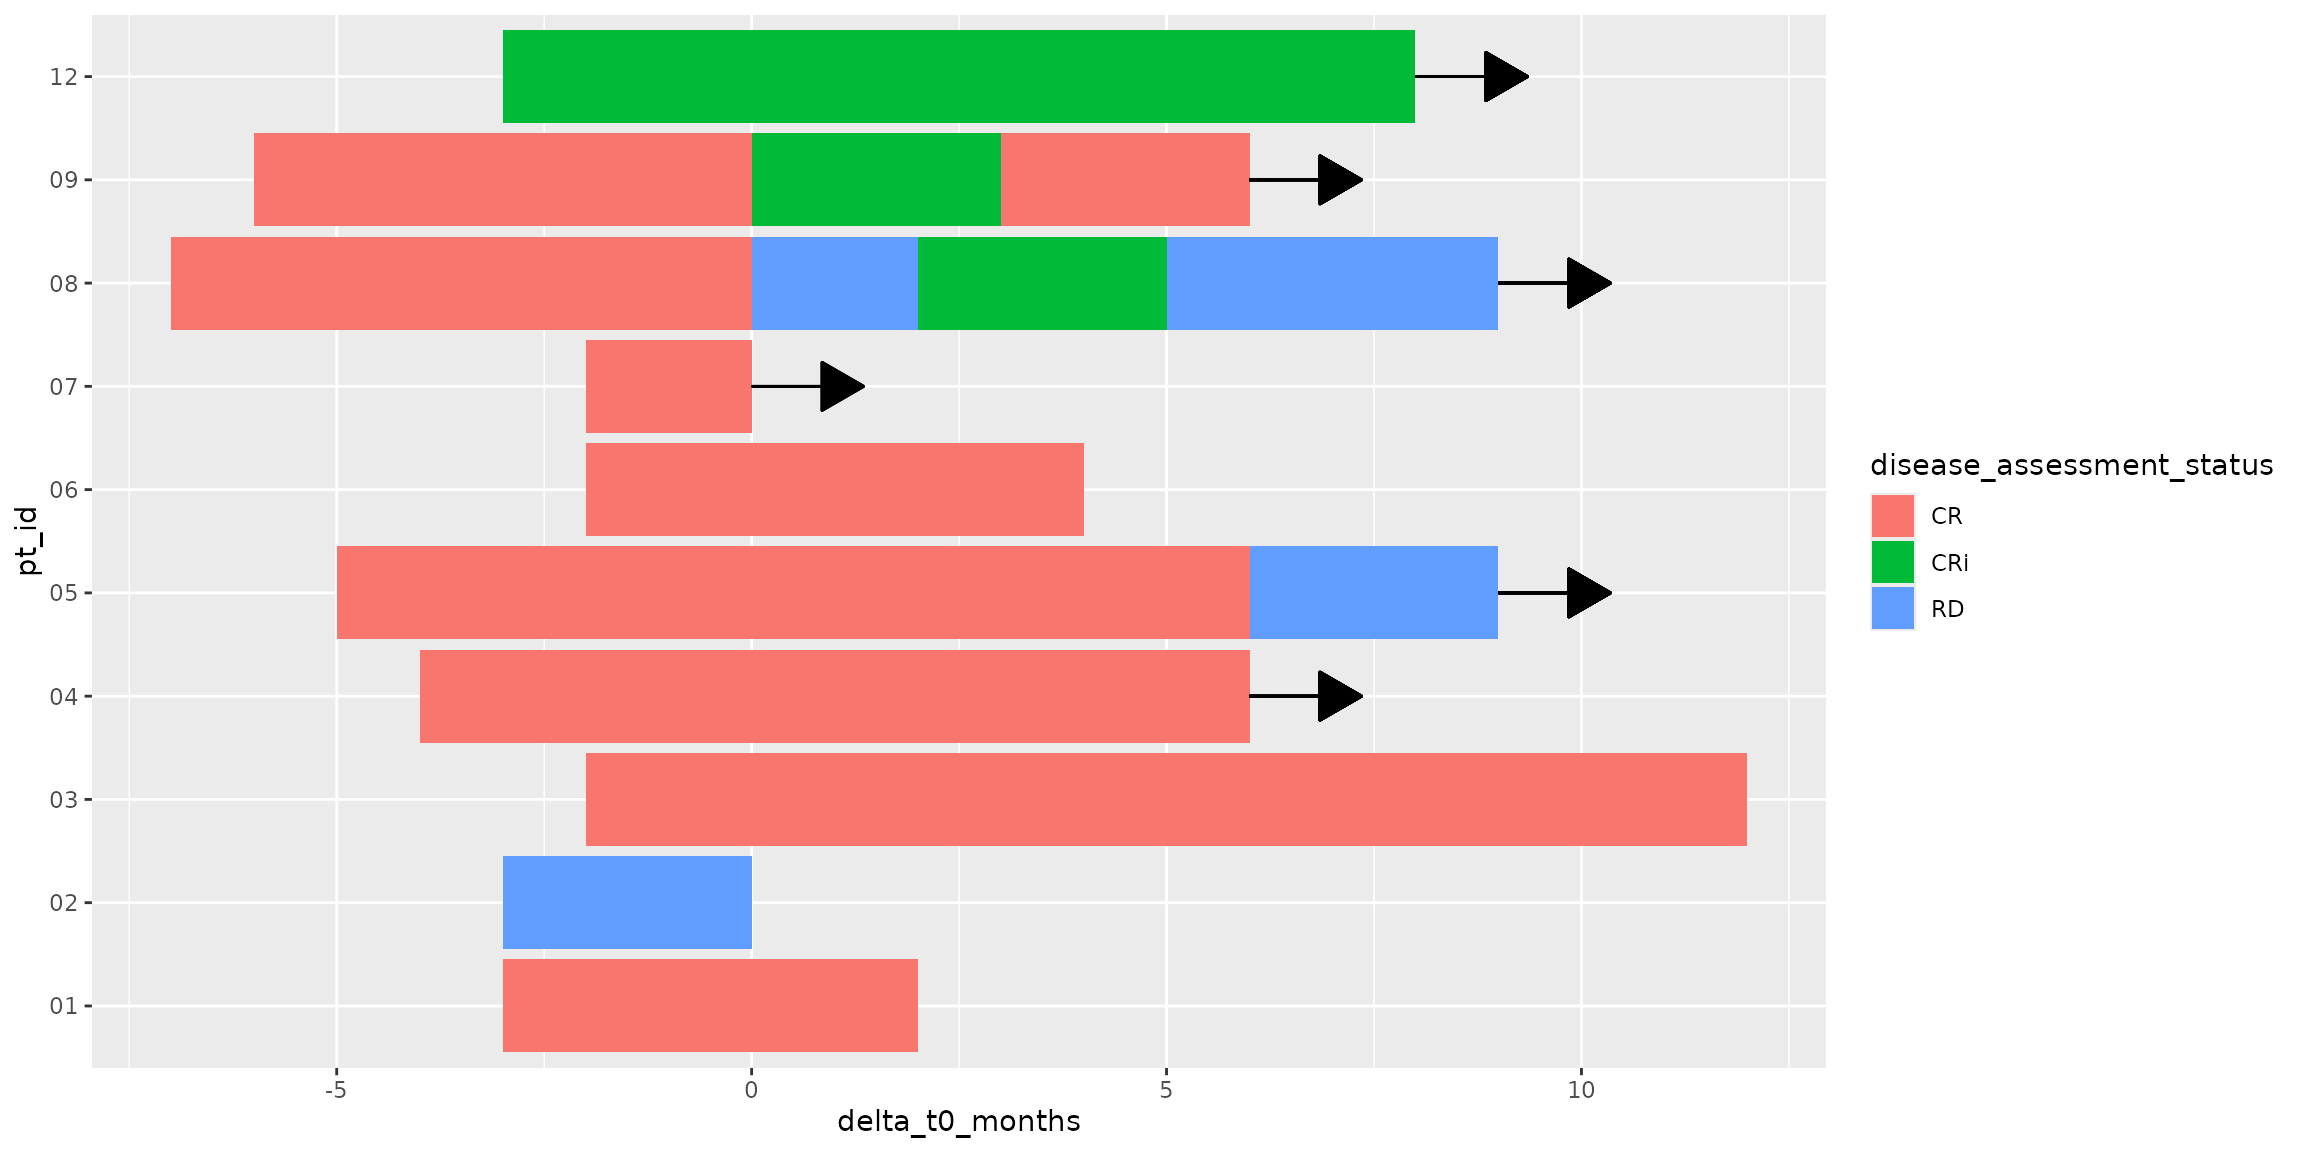 12
09
08
07
06
05
04
03
02
01
pt_id
-5 0 5 10
delta_t0_months
disease_assessment_status
CR
CRi
RD